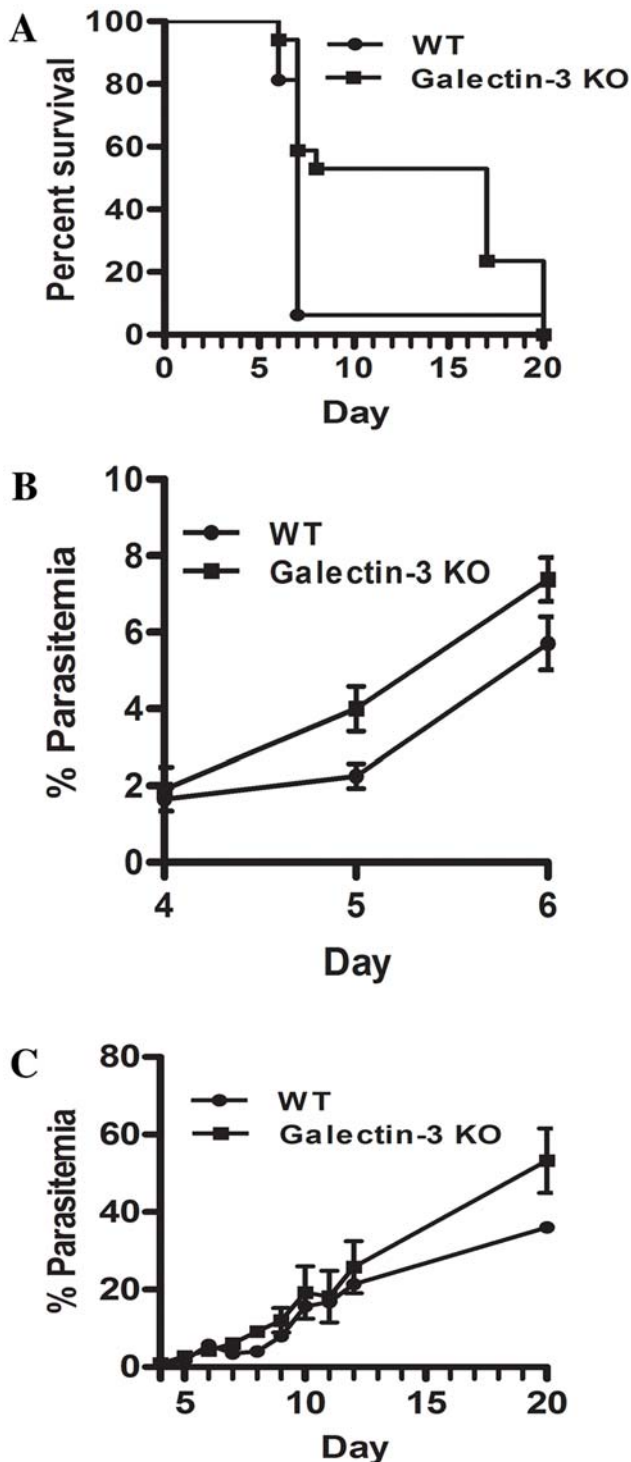 A
Percent survival
100
80
60
40
20
0
WT
Galectin-3 KO
0 5 10 15 20
Day
B
% Parasitemia
10
8
6
4
2
0
WT
Galectin-3 KO
4 5 6
Day
C
% Parasitemia
80
60
40
20
0
WT
Galectin-3 KO
5 10 15 20
Day